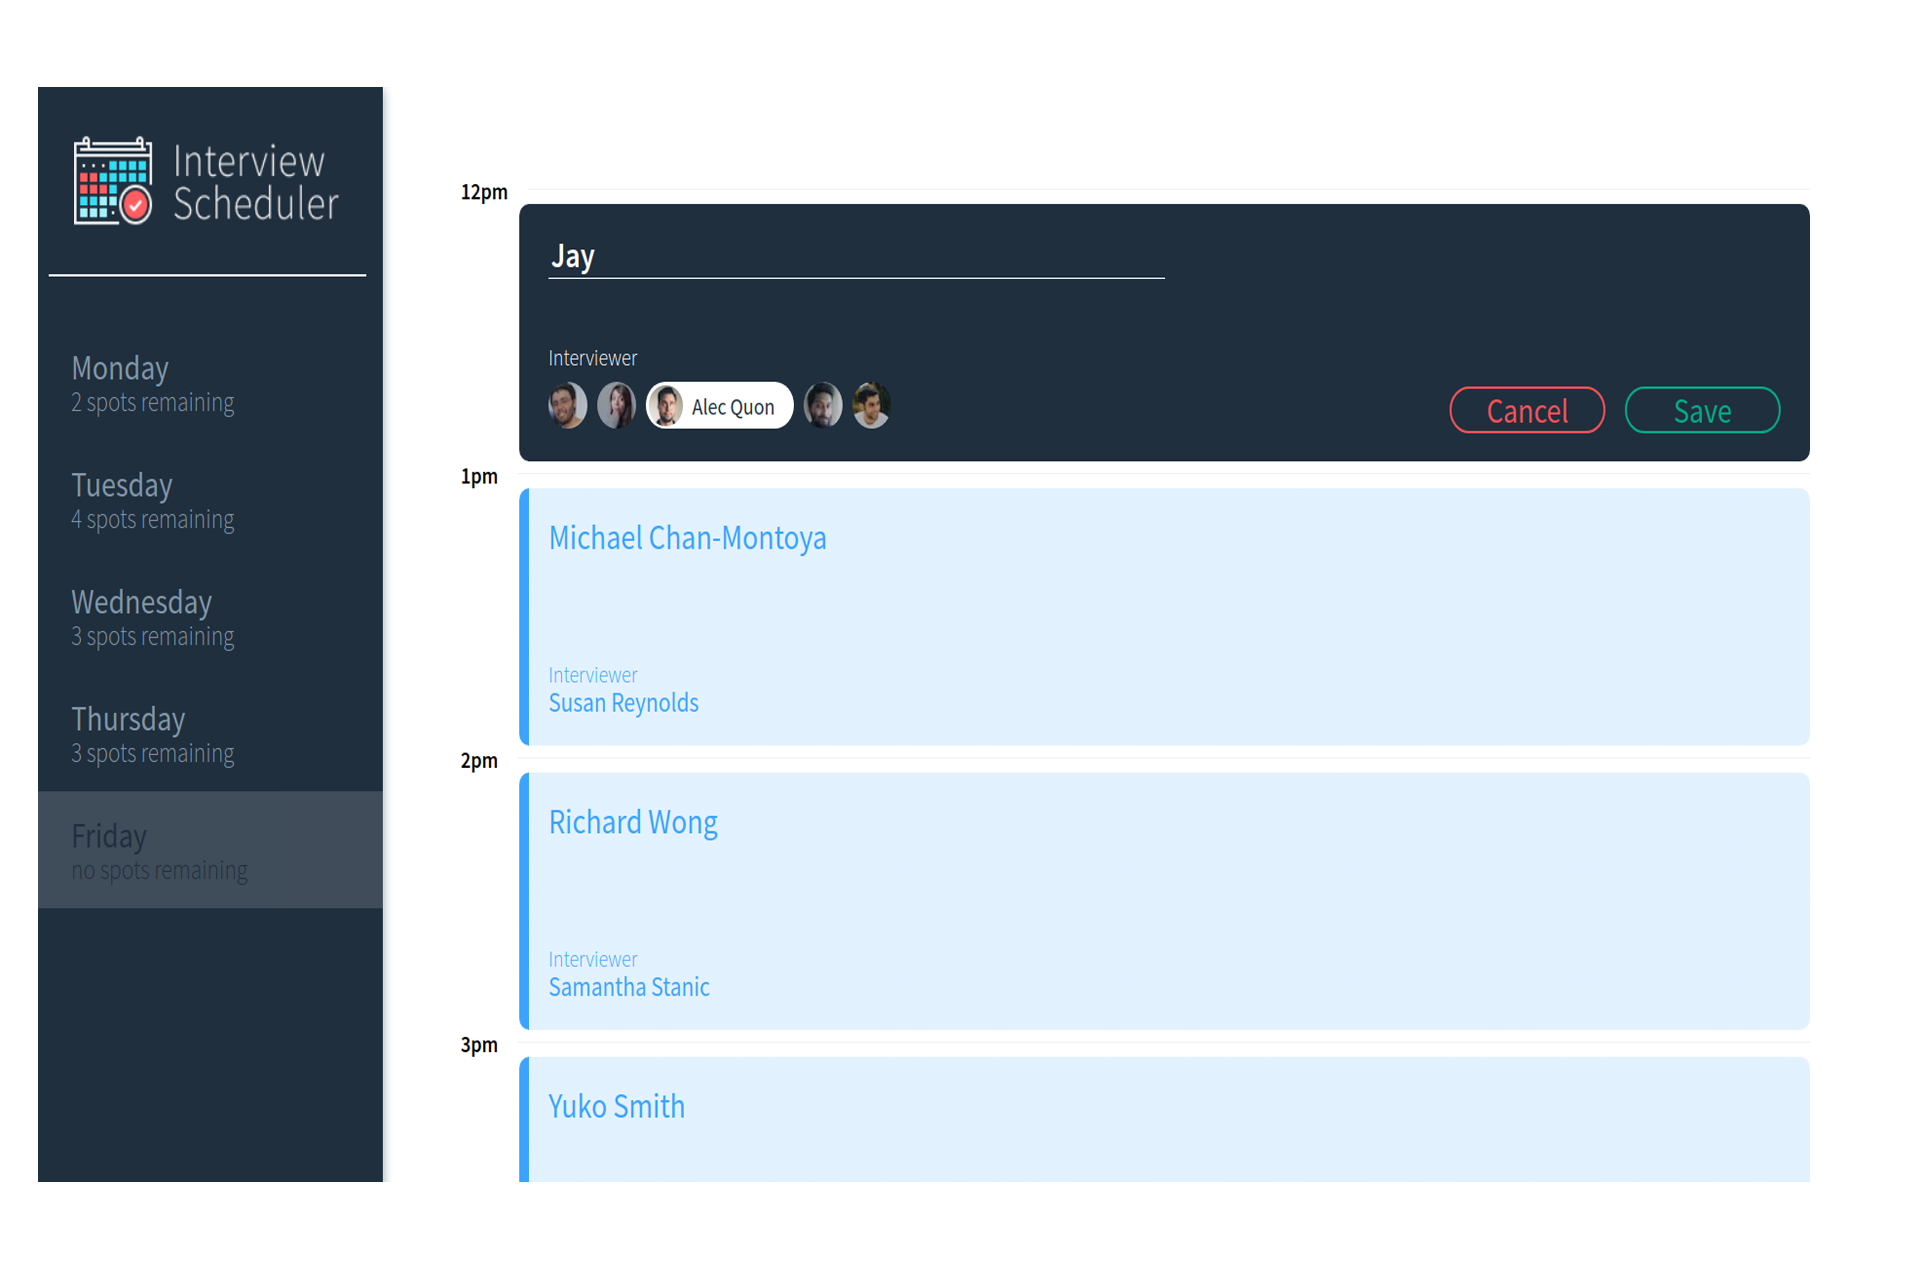 Interview
Scheduler
Monday
2 spots remaining
Tuesday
4 spots remaining
Wednesday
3 spots remaining
Thursday
3 spots remaining
Friday
no spots remaining
12pm
Jay
Interviewer
Alec Quon
Cancel
Save
1pm
Michael Chan-Montoya
Interviewer
Susan Reynolds
2pm
Richard Wong
Interviewer
Samantha Stanic
3pm
Yuko Smith